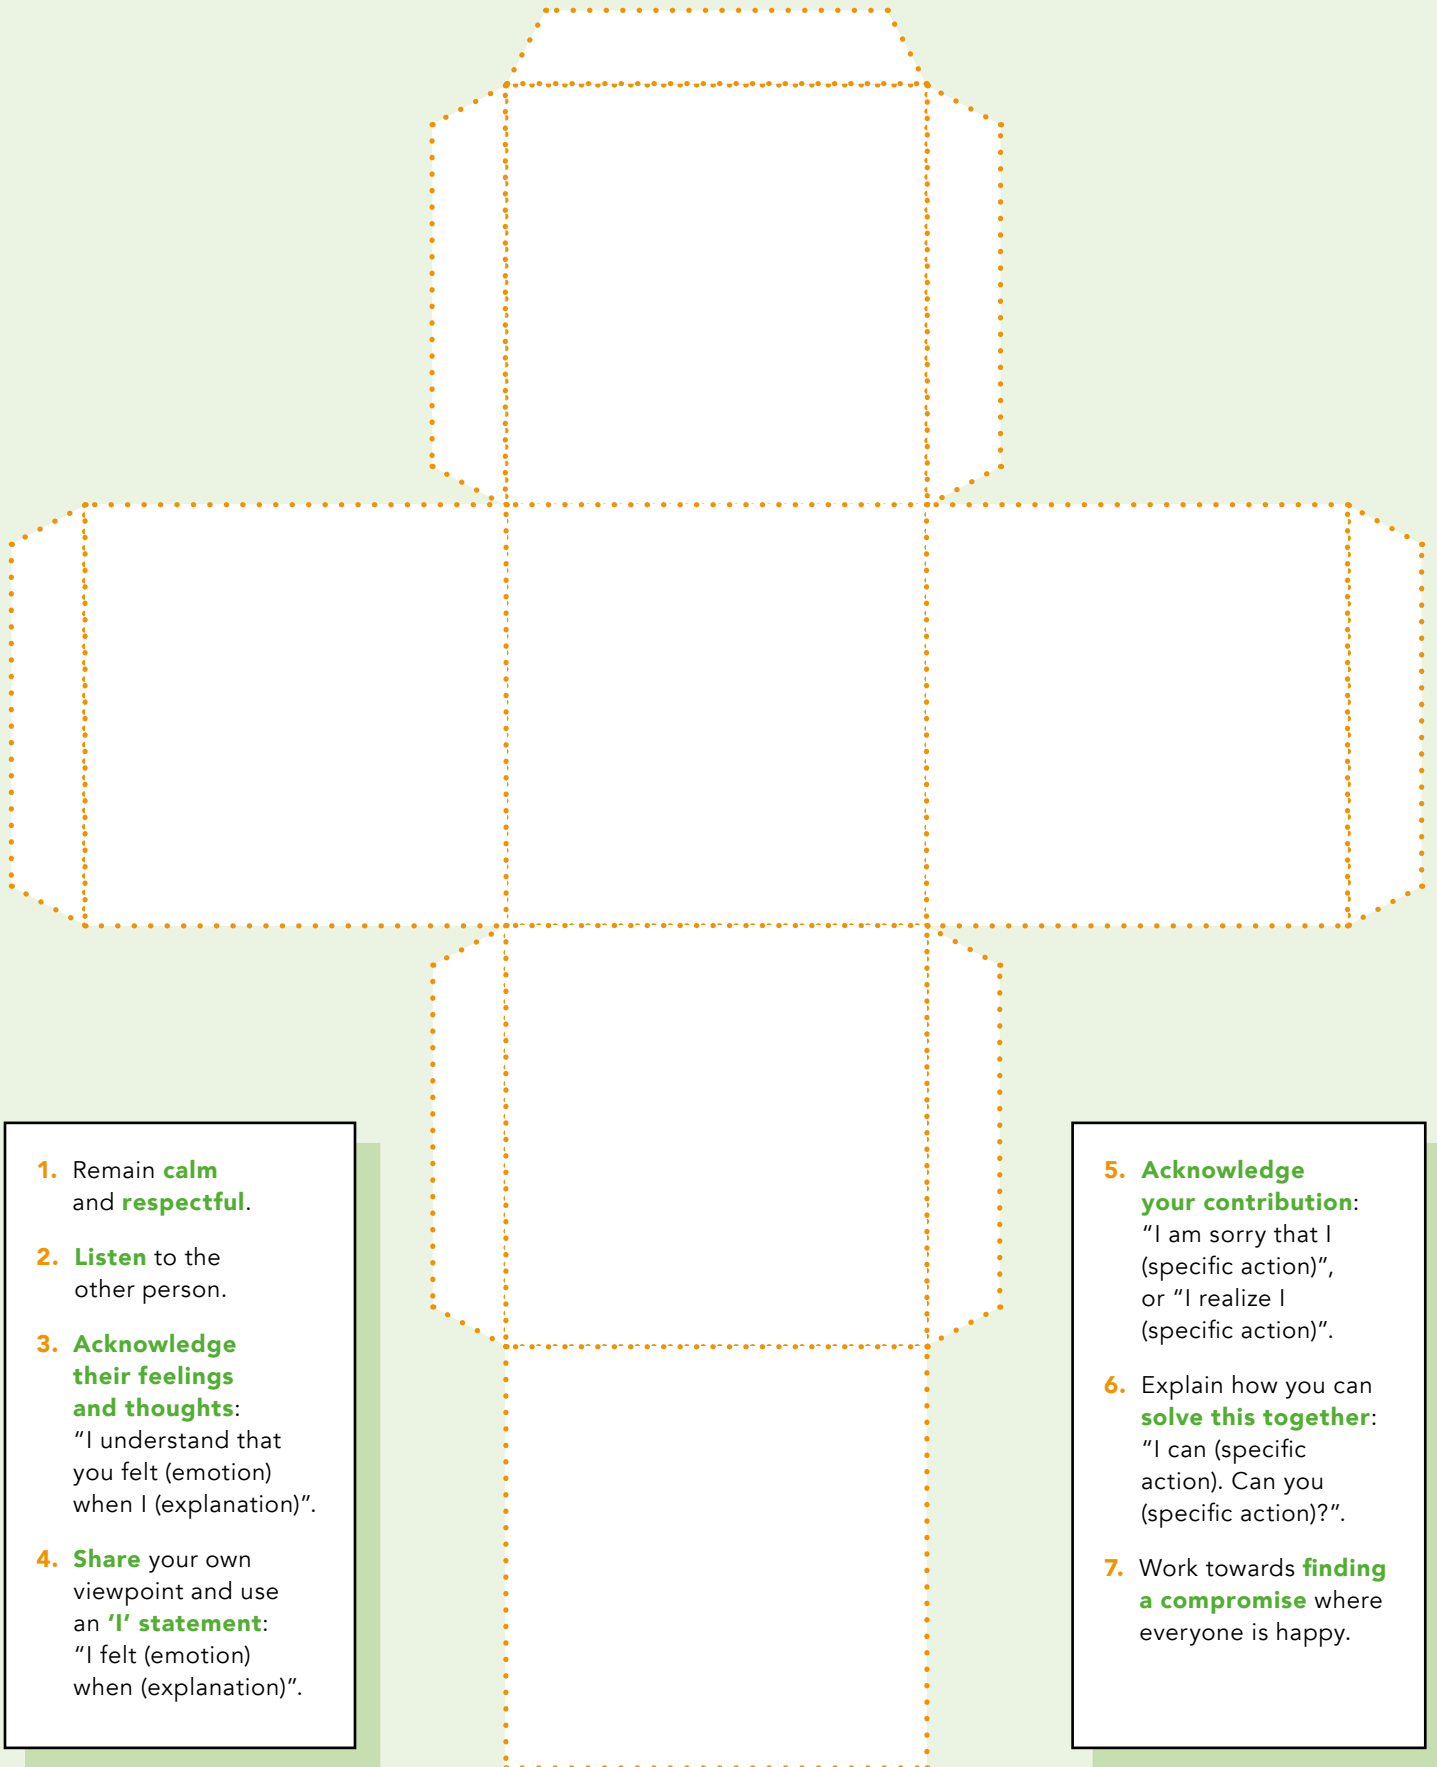 1. Remain calm
and respectful.
2. Listen to the
other person.
3. Acknowledge
their feelings
and thoughts:
“I understand that
you felt (emotion)
when I (explanation)”.
4. Share your own
viewpoint and use
an ‘I’ statement:
“I felt (emotion)
when (explanation)”.
5. Acknowledge
your contribution:
“I am sorry that I
(specific action)”,
or “I realize I
(specific action)”.
6. Explain how you can
solve this together:
“I can (specific
action). Can you
(specific action)?”.
7. Work towards finding
a compromise where
everyone is happy.